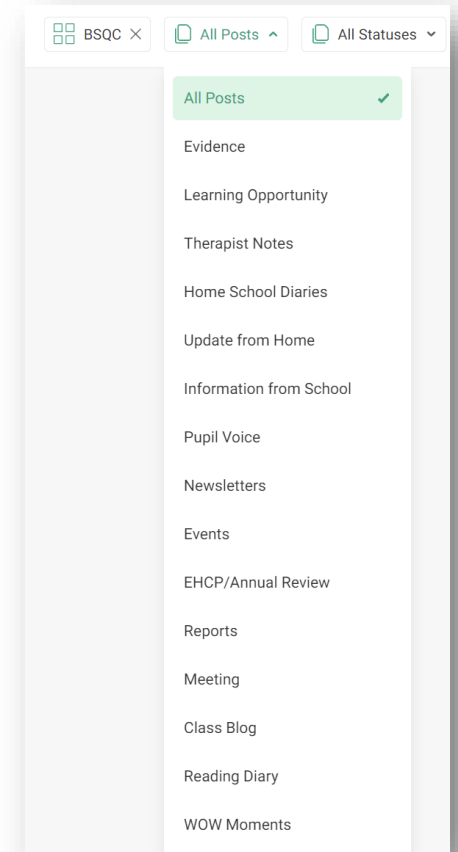 BSQC All Posts All Statuses
All Posts
Evidence
Learning Opportunity
Therapist Notes
Home School Diaries
Update from Home
Information from School
Pupil Voice
Newsletters
Events
EHCP/Annual Review
Reports
Meeting
Class Blog
Reading Diary
WOW Moments